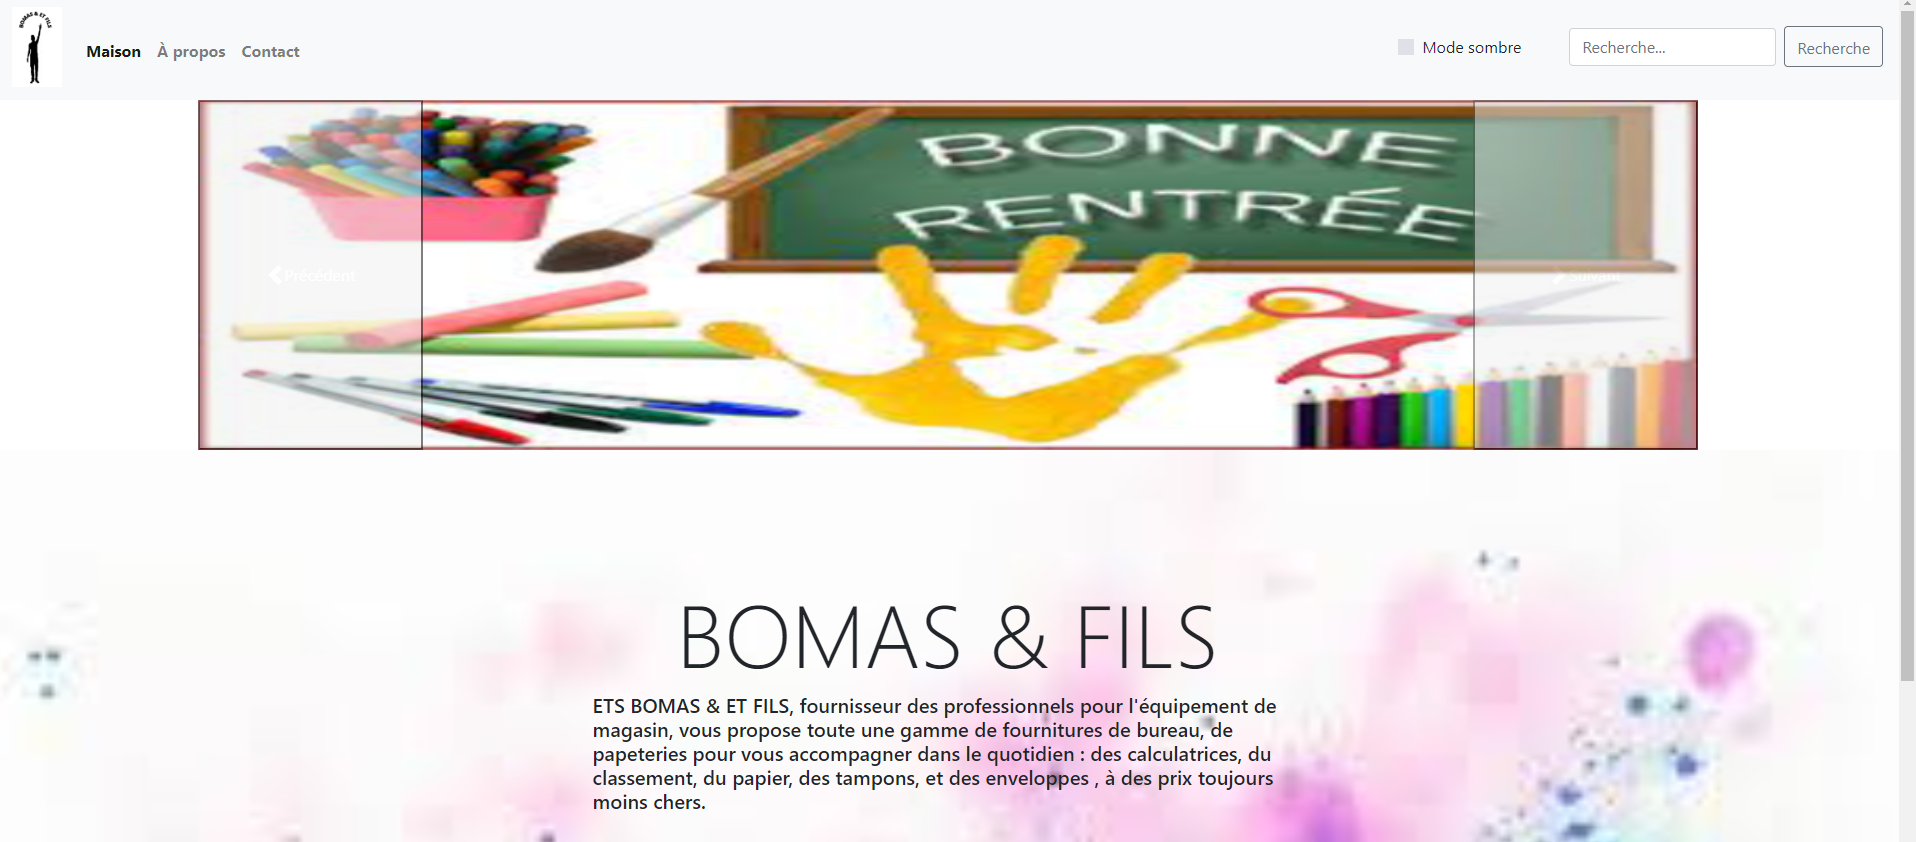 BOMAS & ET FILS
Maison À propos Contact
Mode sombre
Recherche...
Recherche
BONNE
RENTRÉE
Précédent
Suivant
BOMAS & FILS
ETS BOMAS & ET FILS, fournisseur des professionnels pour l'équipement de
magasin, vous propose toute une gamme de fournitures de bureau, de
papeteries pour vous accompagner dans le quotidien : des calculatrices, du
classement, du papier, des tampons, et des enveloppes , à des prix toujours
moins chers.